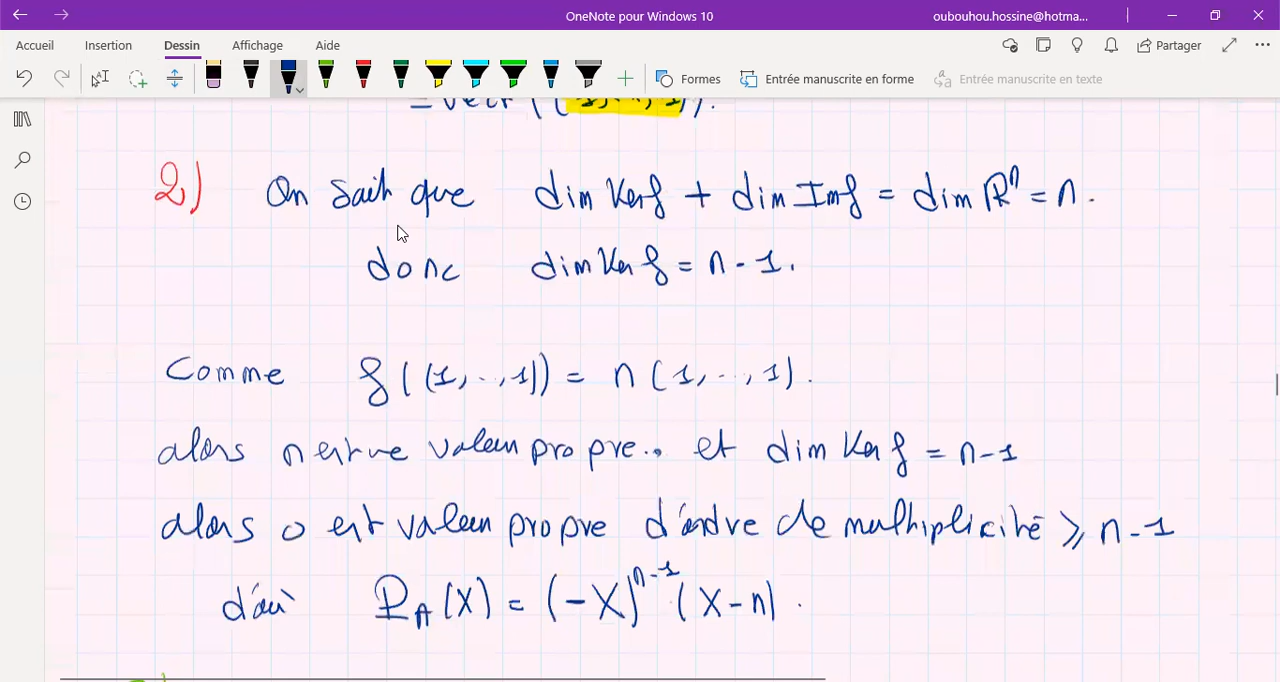 OneNote pour Windows 10
oubouhou.hossine@hotma...
Accueil Insertion Dessin Affichage Aide Partager
Formes Entrée manuscrite en forme Entrée manuscrite en texte
= Vect
2) On sait que dim Kerf + dim Imf = dim ℝⁿ = n.
donc dim Ker f = n - 1.
Comme f((1,..,1)) = n(1,..,1).
alors n est une valeur propre.. et dim Ker f = n-1
alors 0 est valeur propre d'ordre de multiplicité ⩾ n-1
d'où P_A(X) = (-X)^{n-1} (X-n).